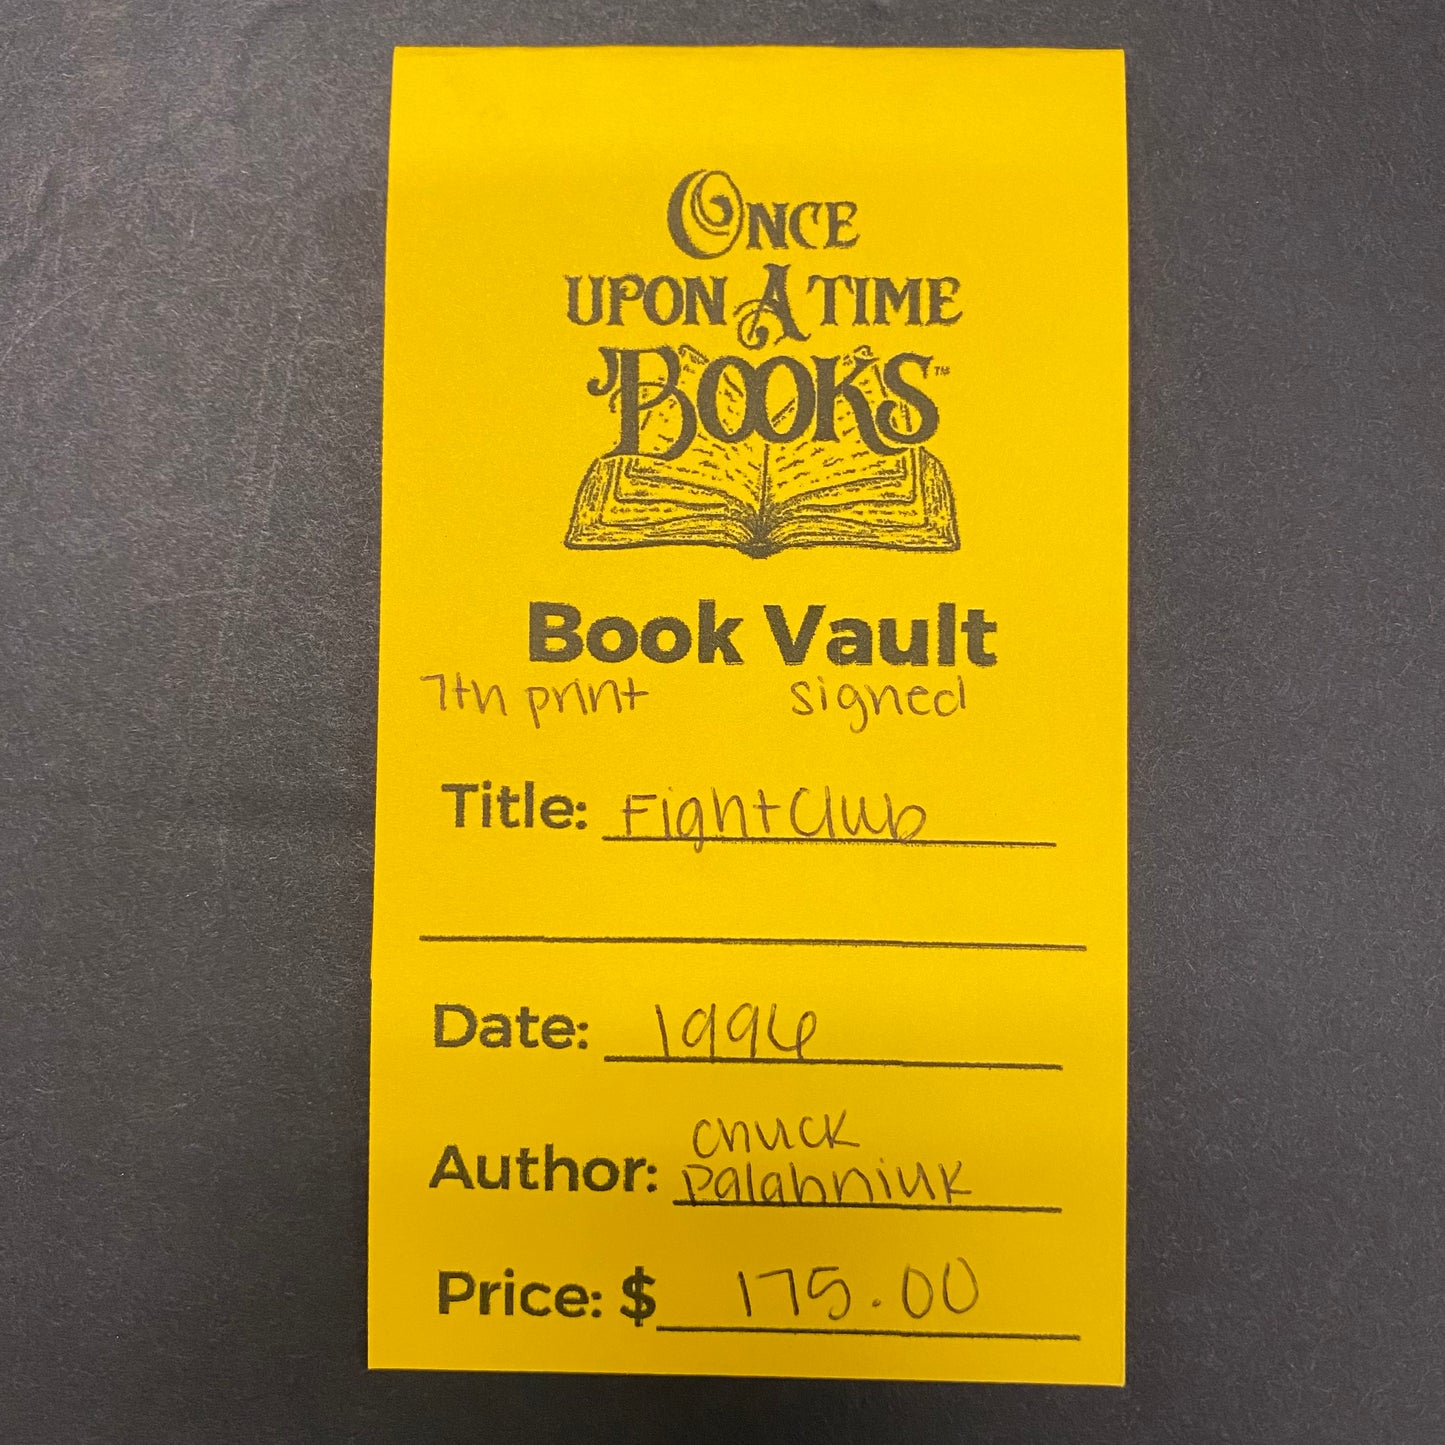 ONCE
UPON A TIME
BOOKS™
Book Vault
7th print signed
Title: Fight Club
Date: 1996
Author: Chuck
Palahniuk
Price: $ 175.00